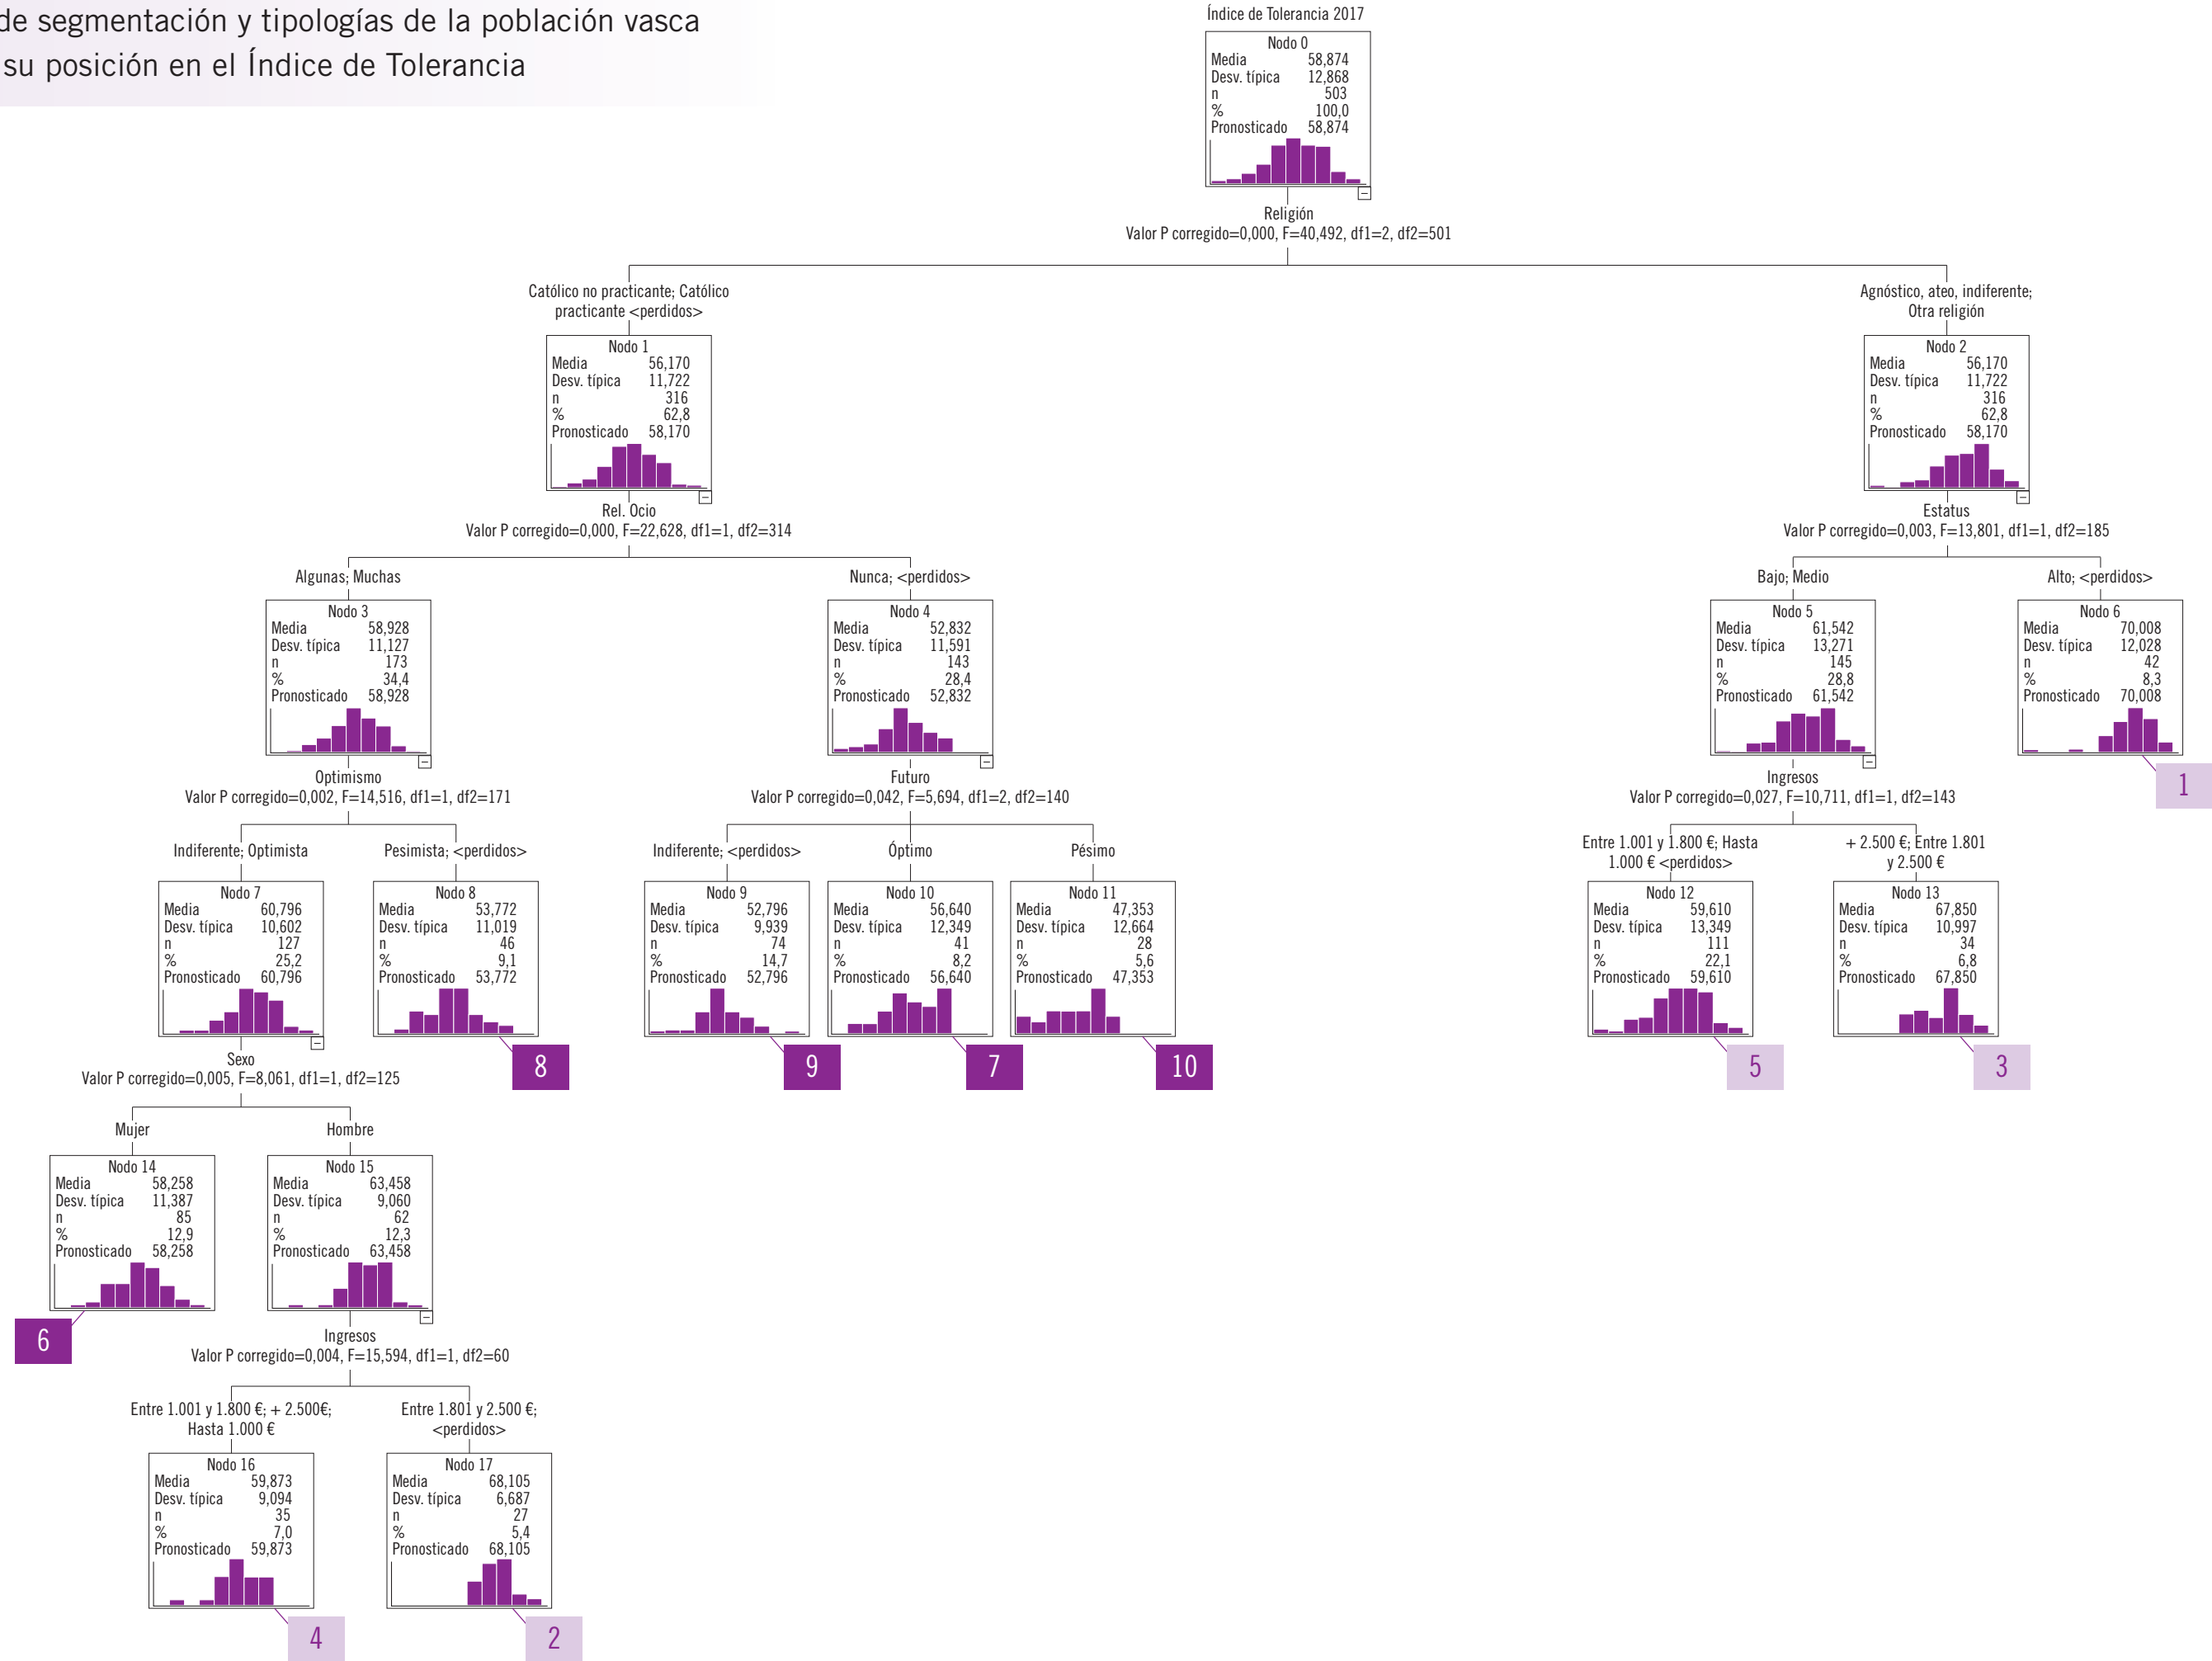 de segmentación y tipologías de la población vasca
su posición en el Índice de Tolerancia
Índice de Tolerancia 2017
Nodo 0
Media 58,874
Desv. típica 12,868
n 503
% 100,0
Pronosticado 58,874
Religión
Valor P corregido=0,000, F=40,492, df1=2, df2=501
Católico no practicante; Católico
practicante <perdidos>
Nodo 1
Media 56,170
Desv. típica 11,722
n 316
% 62,8
Pronosticado 58,170
Agnóstico, ateo, indiferente;
Otra religión
Nodo 2
Media 56,170
Desv. típica 11,722
n 316
% 62,8
Pronosticado 58,170
Rel. Ocio
Valor P corregido=0,000, F=22,628, df1=1, df2=314
Estatus
Valor P corregido=0,003, F=13,801, df1=1, df2=185
Algunas; Muchas
Nodo 3
Media 58,928
Desv. típica 11,127
n 173
% 34,4
Pronosticado 58,928
Nunca; <perdidos>
Nodo 4
Media 52,832
Desv. típica 11,591
n 143
% 28,4
Pronosticado 52,832
Bajo; Medio
Nodo 5
Media 61,542
Desv. típica 13,271
n 145
% 28,8
Pronosticado 61,542
Alto; <perdidos>
Nodo 6
Media 70,008
Desv. típica 12,028
n 42
% 8,3
Pronosticado 70,008
1
Optimismo
Valor P corregido=0,002, F=14,516, df1=1, df2=171
Futuro
Valor P corregido=0,042, F=5,694, df1=2, df2=140
Ingresos
Valor P corregido=0,027, F=10,711, df1=1, df2=143
Indiferente; Optimista
Nodo 7
Media 60,796
Desv. típica 10,602
n 127
% 25,2
Pronosticado 60,796
Pesimista; <perdidos>
Nodo 8
Media 53,772
Desv. típica 11,019
n 46
% 9,1
Pronosticado 53,772
8
Indiferente; <perdidos>
Nodo 9
Media 52,796
Desv. típica 9,939
n 74
% 14,7
Pronosticado 52,796
9
Óptimo
Nodo 10
Media 56,640
Desv. típica 12,349
n 41
% 8,2
Pronosticado 56,640
7
Pésimo
Nodo 11
Media 47,353
Desv. típica 12,664
n 28
% 5,6
Pronosticado 47,353
10
Entre 1.001 y 1.800 €; Hasta
1.000 € <perdidos>
Nodo 12
Media 59,610
Desv. típica 13,349
n 111
% 22,1
Pronosticado 59,610
5
+ 2.500 €; Entre 1.801
y 2.500 €
Nodo 13
Media 67,850
Desv. típica 10,997
n 34
% 6,8
Pronosticado 67,850
3
Sexo
Valor P corregido=0,005, F=8,061, df1=1, df2=125
Mujer
Nodo 14
Media 58,258
Desv. típica 11,387
n 85
% 12,9
Pronosticado 58,258
6
Hombre
Nodo 15
Media 63,458
Desv. típica 9,060
n 62
% 12,3
Pronosticado 63,458
Ingresos
Valor P corregido=0,004, F=15,594, df1=1, df2=60
Entre 1.001 y 1.800 €; + 2.500€;
Hasta 1.000 €
Nodo 16
Media 59,873
Desv. típica 9,094
n 35
% 7,0
Pronosticado 59,873
4
Entre 1.801 y 2.500 €;
<perdidos>
Nodo 17
Media 68,105
Desv. típica 6,687
n 27
% 5,4
Pronosticado 68,105
2